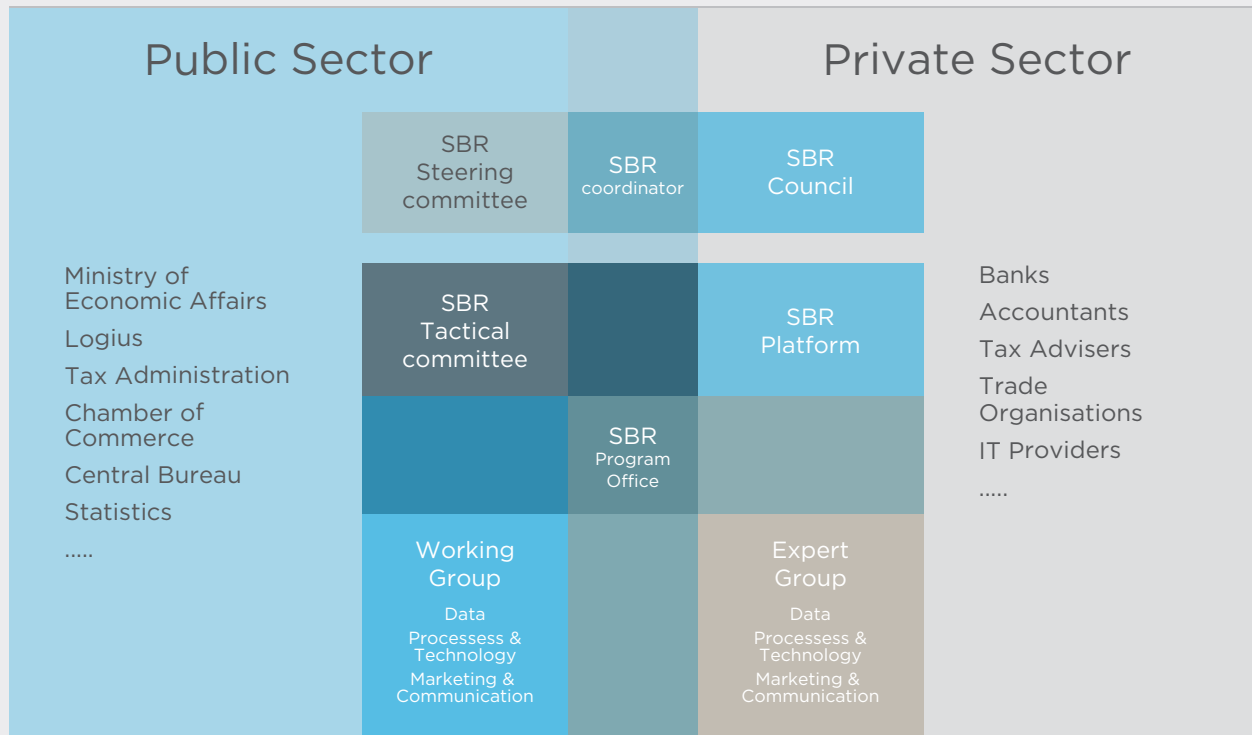 Public Sector
Private Sector
SBR
Steering
committee
SBR
coordinator
SBR
Council
Ministry of
Economic Affairs
Logius
Tax Administration
Chamber of
Commerce
Central Bureau
Statistics
.....
SBR
Tactical
committee
SBR
Platform
SBR
Program
Office
Working
Group
Data
Processess &
Technology
Marketing &
Communication
Expert
Group
Data
Processess &
Technology
Marketing &
Communication
Banks
Accountants
Tax Advisers
Trade
Organisations
IT Providers
.....